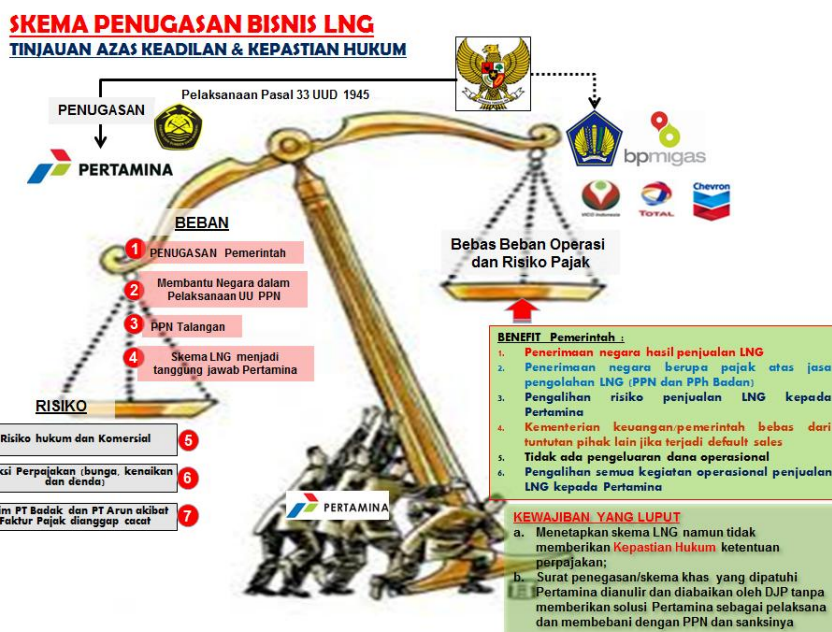 SKEMA PENUGASAN BISNIS LNG
TINJAUAN AZAS KEADILAN & KEPASTIAN HUKUM
Pelaksanaan Pasal 33 UUD 1945
PENUGASAN
PERTAMINA
bpmigas
VICO Indonesia
TOTAL
Chevron
BEBAN
1 PENUGASAN Pemerintah
2 Membantu Negara dalam
Pelaksanaan UU PPN
3 PPN Talangan
4 Skema LNG menjadi
tanggung jawab Pertamina
Bebas Beban Operasi
dan Risiko Pajak
RISIKO
Risiko hukum dan Komersial 5
ksi Perpajakan (bunga, kenaikan
dan denda) 6
im PT Badak dan PT Arun akibat
Faktur Pajak dianggap cacat 7
PERTAMINA
BENEFIT Pemerintah :
1. Penerimaan negara hasil penjualan LNG
2. Penerimaan negara berupa pajak atas jasa
pengolahan LNG (PPN dan PPh Badan)
3. Pengalihan risiko penjualan LNG kepada
Pertamina
4. Kementerian keuangan/pemerintah bebas dari
tuntutan pihak lain jika terjadi default sales
5. Tidak ada pengeluaran dana operasional
6. Pengalihan semua kegiatan operasional penjualan
LNG kepada Pertamina
KEWAJIBAN YANG LUPUT
a. Menetapkan skema LNG namun tidak
memberikan Kepastian Hukum ketentuan
perpajakan;
b. Surat penegasan/skema khas yang dipatuhi
Pertamina dianulir dan diabaikan oleh DJP tanpa
memberikan solusi Pertamina sebagai pelaksana
dan membebani dengan PPN dan sanksinya